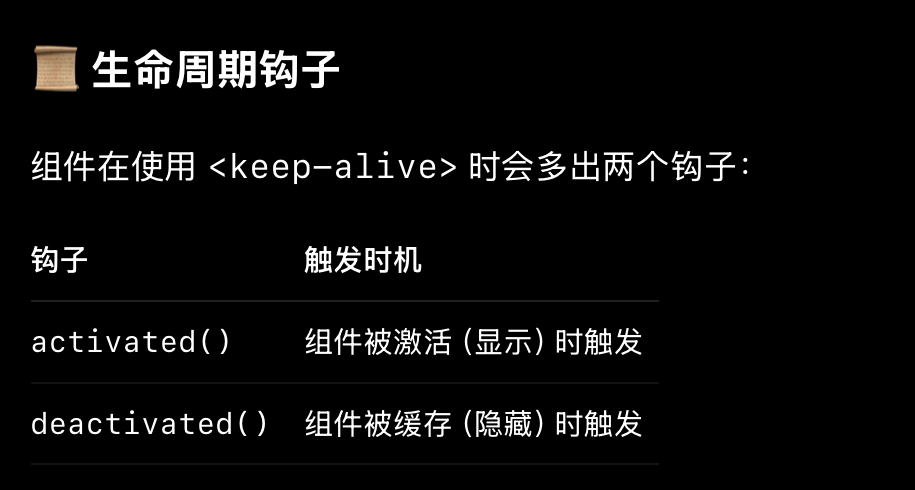 📜 生命周期钩子
组件在使用 <keep-alive> 时会多出两个钩子：
钩子 触发时机
activated() 组件被激活（显示）时触发
deactivated() 组件被缓存（隐藏）时触发